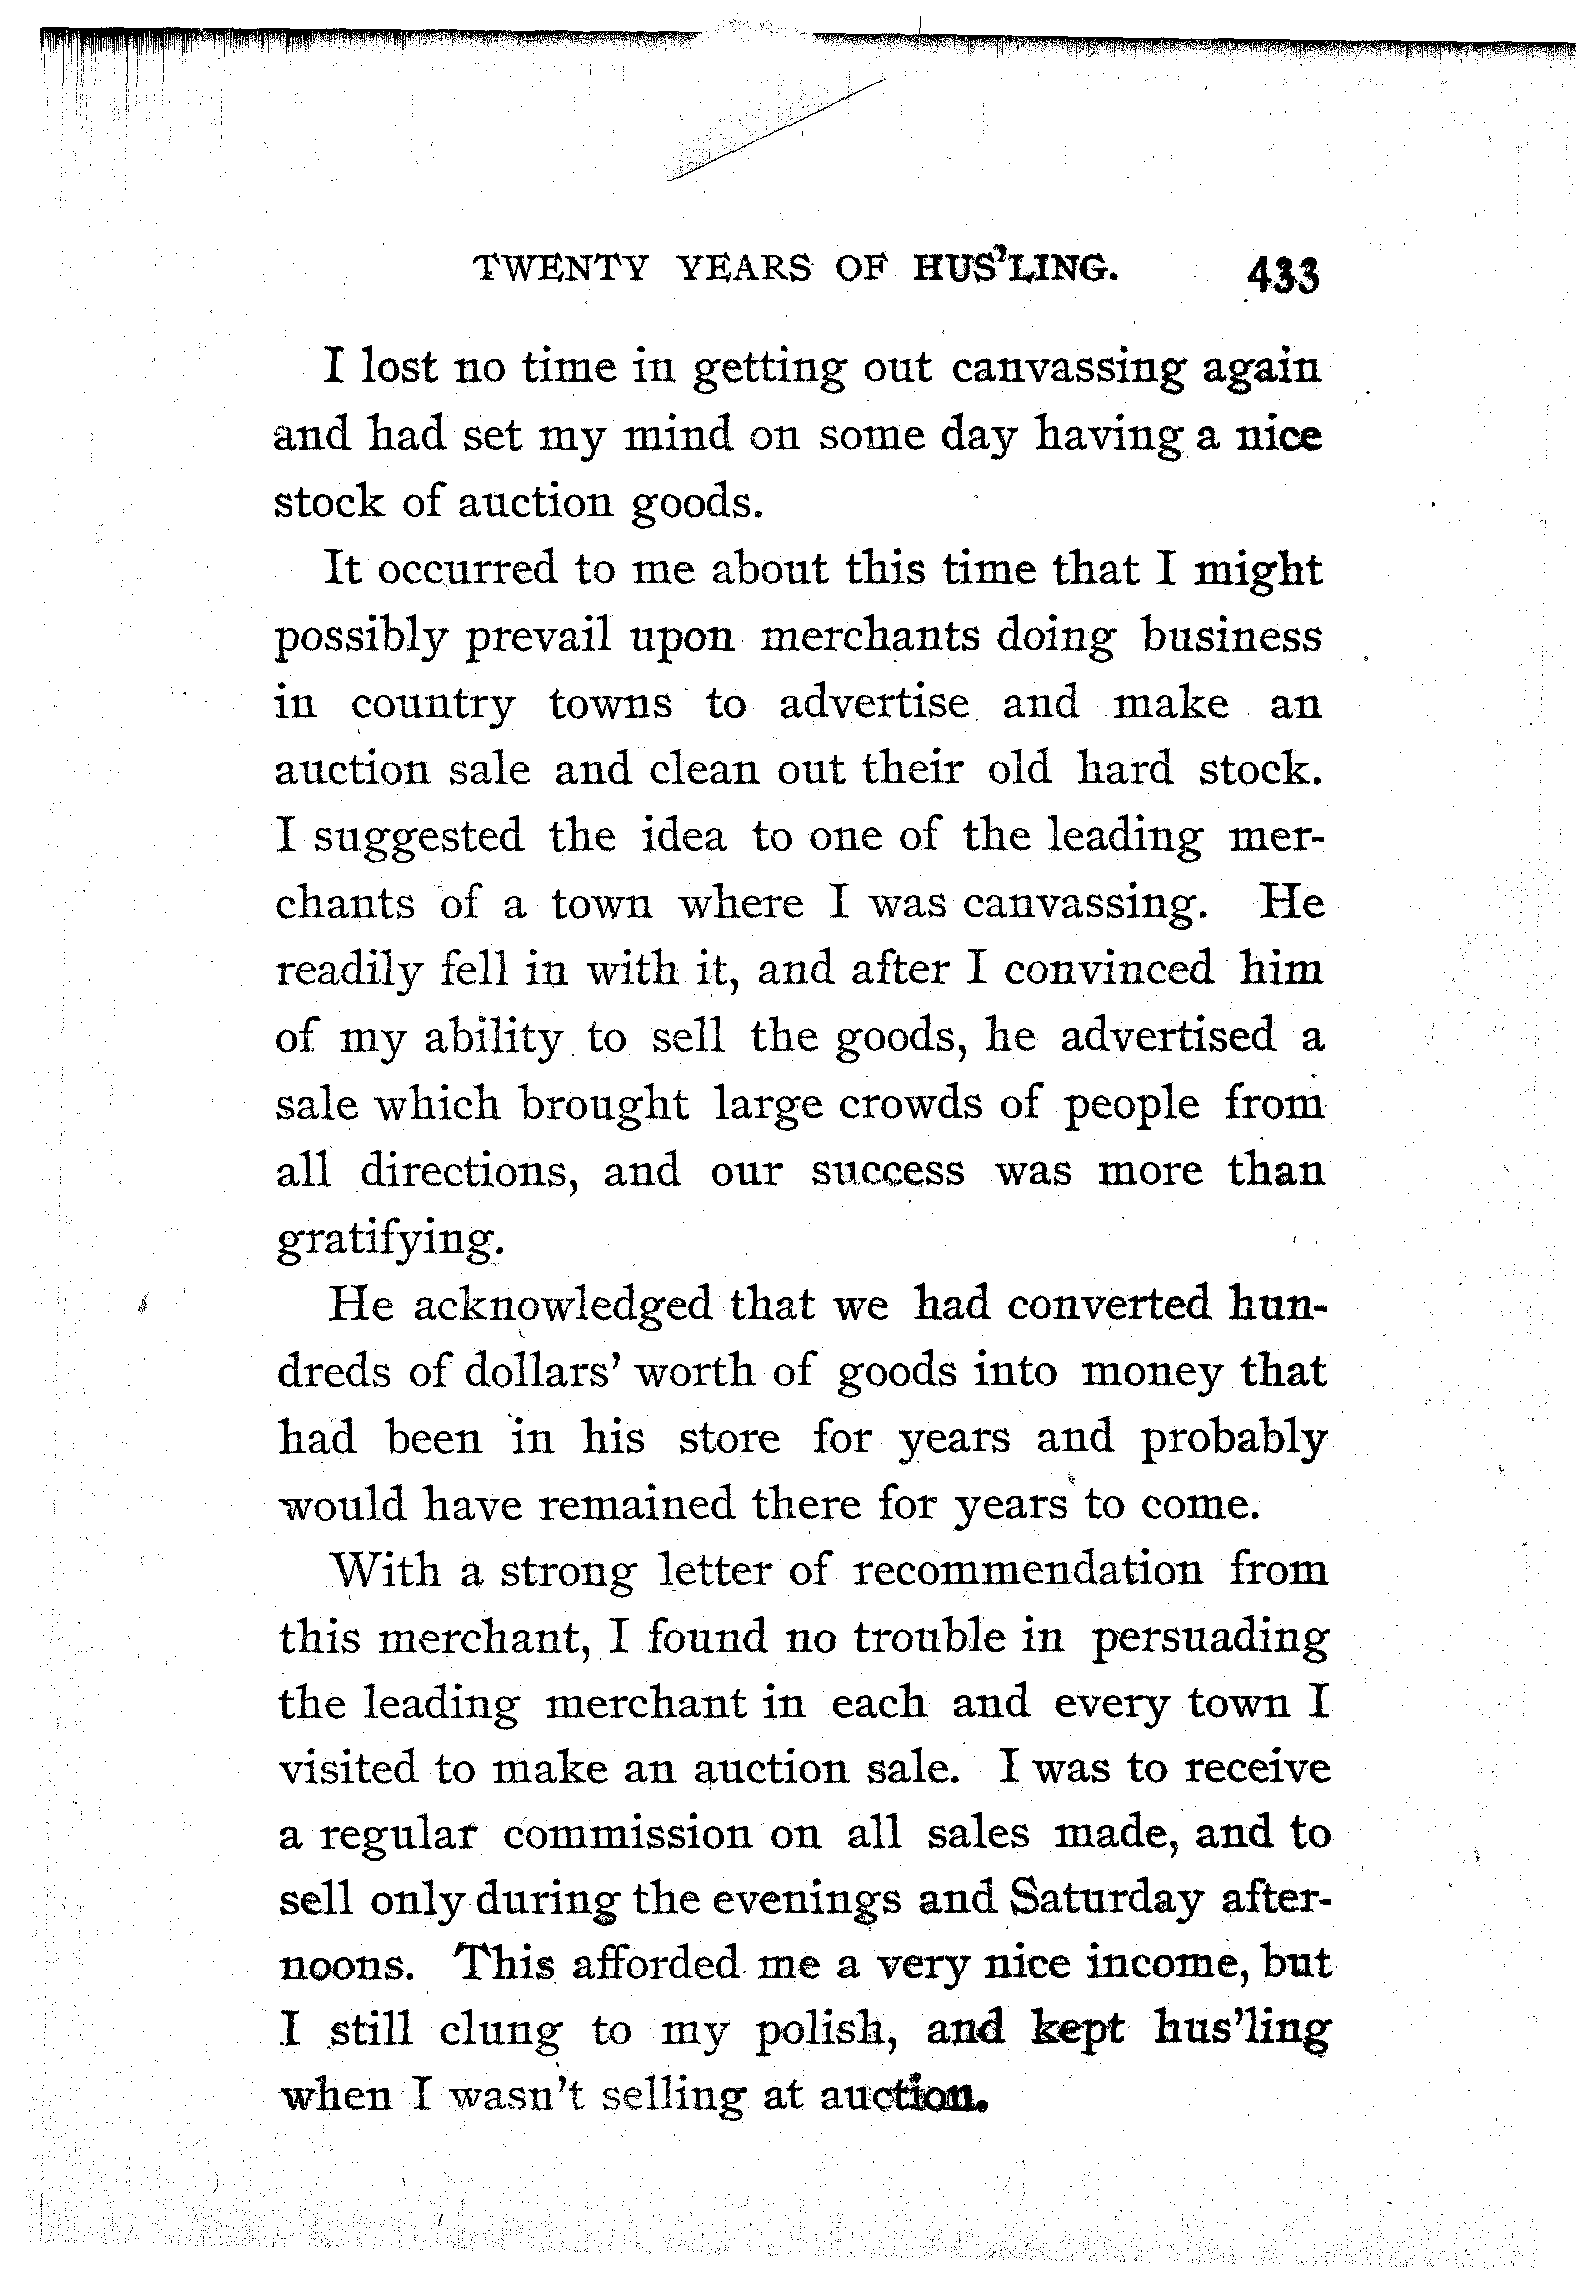 TWENTY YEARS OF HUS'LING. 433
I lost no time in getting out canvassing again
and had set my mind on some day having a nice
stock of auction goods.
It occurred to me about this time that I might
possibly prevail upon merchants doing business
in country towns to advertise and make an
auction sale and clean out their old hard stock.
I suggested the idea to one of the leading mer-
chants of a town where I was canvassing. He
readily fell in with it, and after I convinced him
of my ability to sell the goods, he advertised a
sale which brought large crowds of people from
all directions, and our success was more than
gratifying.
He acknowledged that we had converted hun-
dreds of dollars' worth of goods into money that
had been in his store for years and probably
would have remained there for years to come.
With a strong letter of recommendation from
this merchant, I found no trouble in persuading
the leading merchant in each and every town I
visited to make an auction sale. I was to receive
a regular commission on all sales made, and to
sell only during the evenings and Saturday after-
noons. This afforded me a very nice income, but
I still clung to my polish, and kept hus'ling
when I wasn't selling at auction.